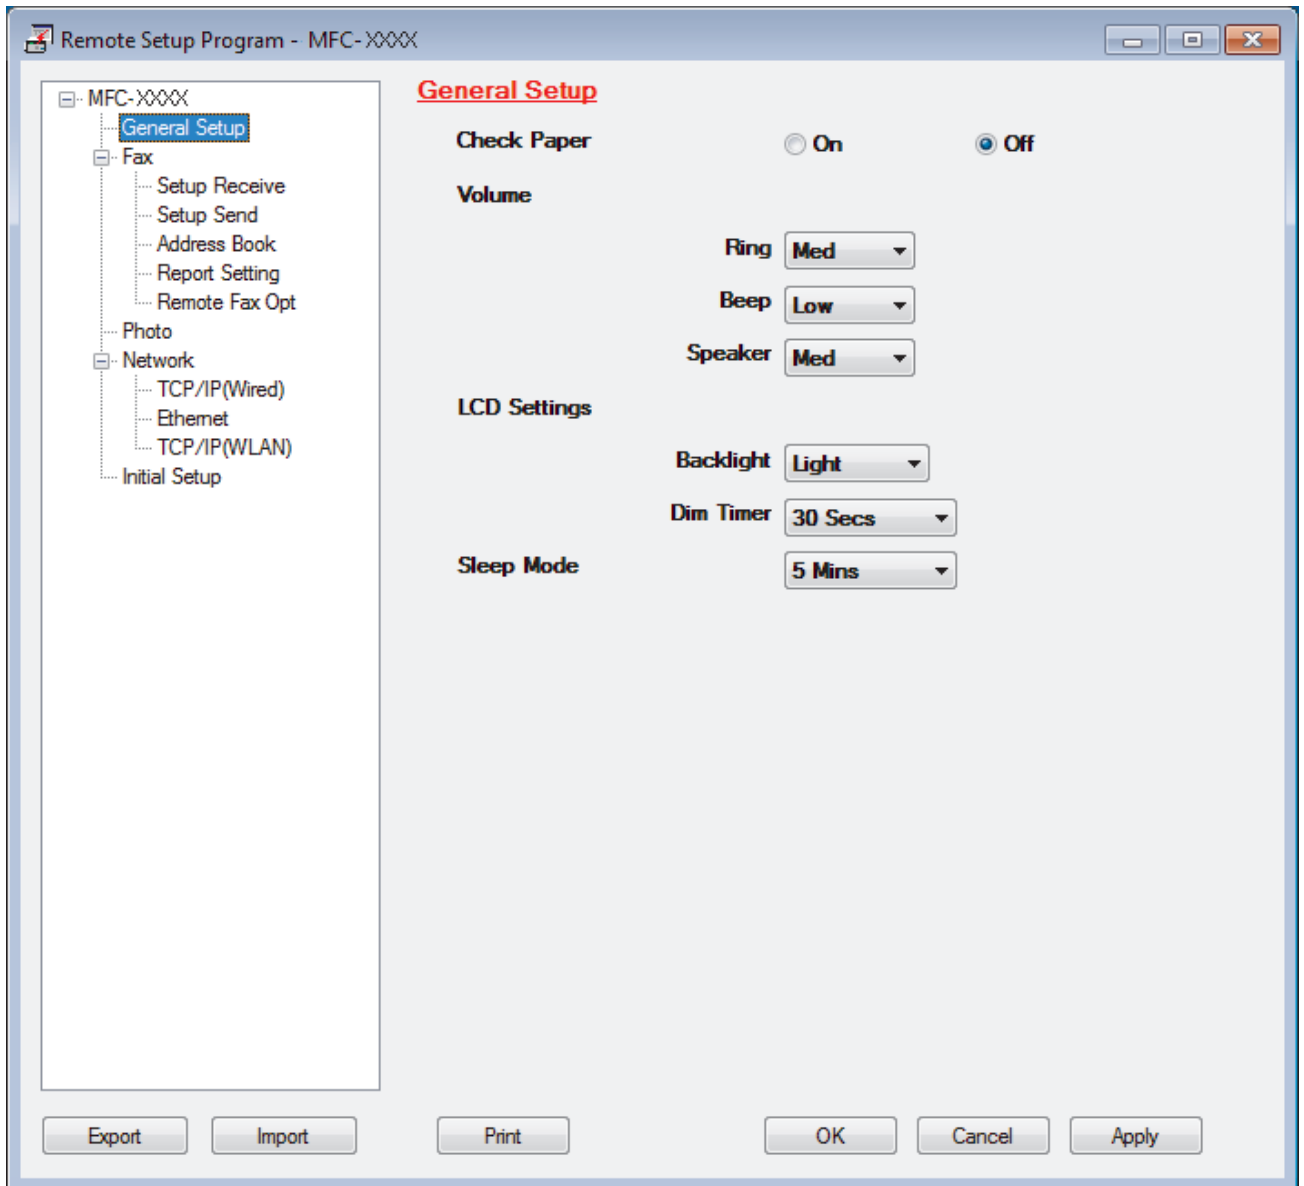 Remote Setup Program - MFC-XXXX
MFC-XXXX
General Setup
Fax
Setup Receive
Setup Send
Address Book
Report Setting
Remote Fax Opt
Photo
Network
TCP/IP(Wired)
Ethernet
TCP/IP(WLAN)
Initial Setup
General Setup
Check Paper On Off
Volume
Ring Med
Beep Low
Speaker Med
LCD Settings
Backlight Light
Dim Timer 30 Secs
Sleep Mode 5 Mins
Export Import Print OK Cancel Apply